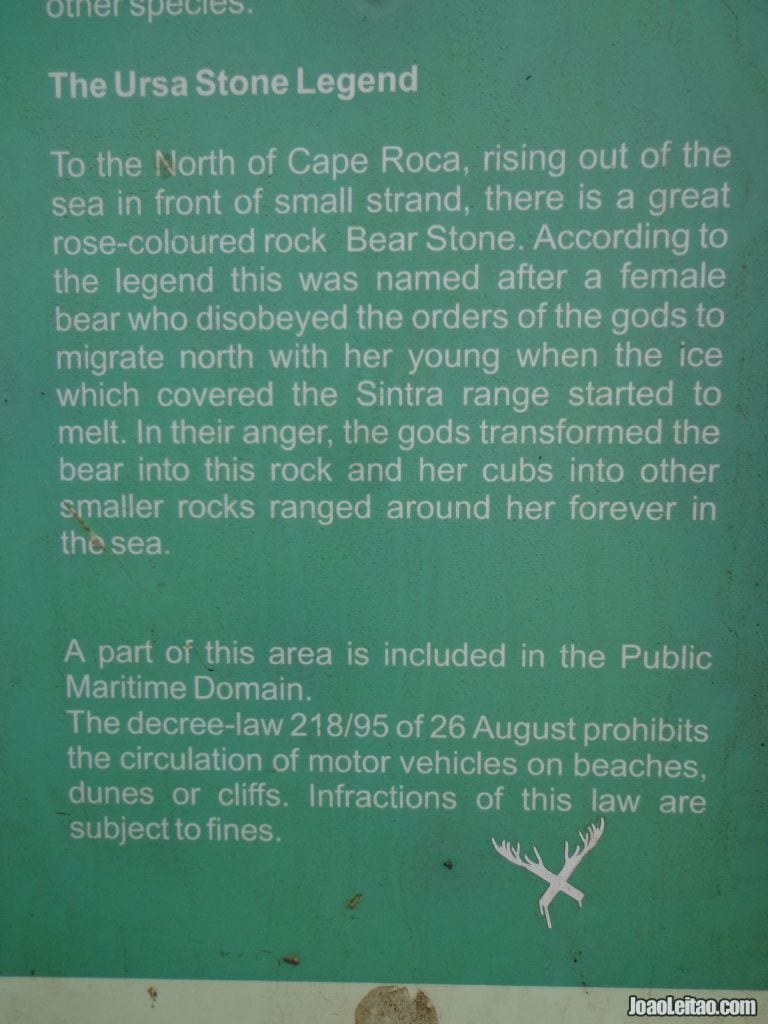 other species.
The Ursa Stone Legend
To the North of Cape Roca, rising out of the
sea in front of small strand, there is a great
rose-coloured rock Bear Stone. According to
the legend this was named after a female
bear who disobeyed the orders of the gods to
migrate north with her young when the ice
which covered the Sintra range started to
melt. In their anger, the gods transformed the
bear into this rock and her cubs into other
smaller rocks ranged around her forever in
the sea.
A part of this area is included in the Public
Maritime Domain.
The decree-law 218/95 of 26 August prohibits
the circulation of motor vehicles on beaches,
dunes or cliffs. Infractions of this law are
subject to fines.
JoaoLeitao.com